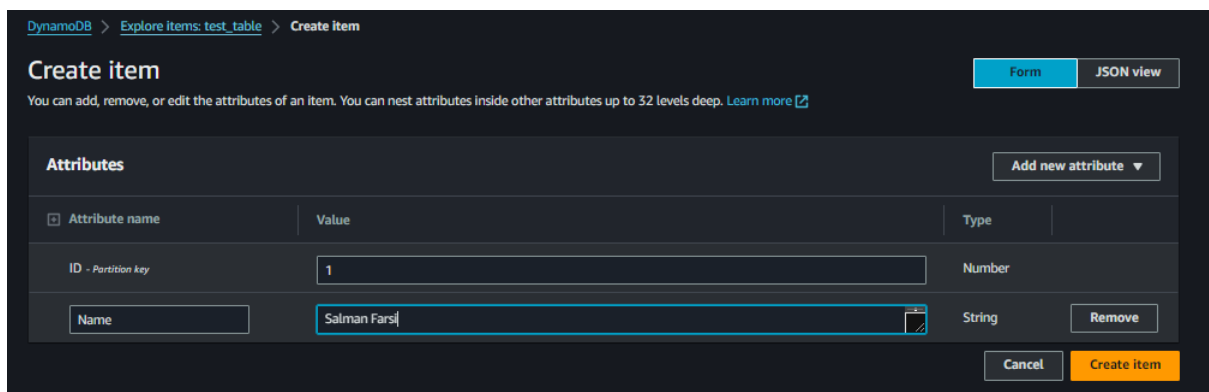 DynamoDB > Explore items: test_table > Create item
Create item
Form JSON view
You can add, remove, or edit the attributes of an item. You can nest attributes inside other attributes up to 32 levels deep. Learn more
Attributes
Add new attribute
Attribute name Value Type
ID - Partition key 1 Number
Name Salman Farsi String Remove
Cancel Create item